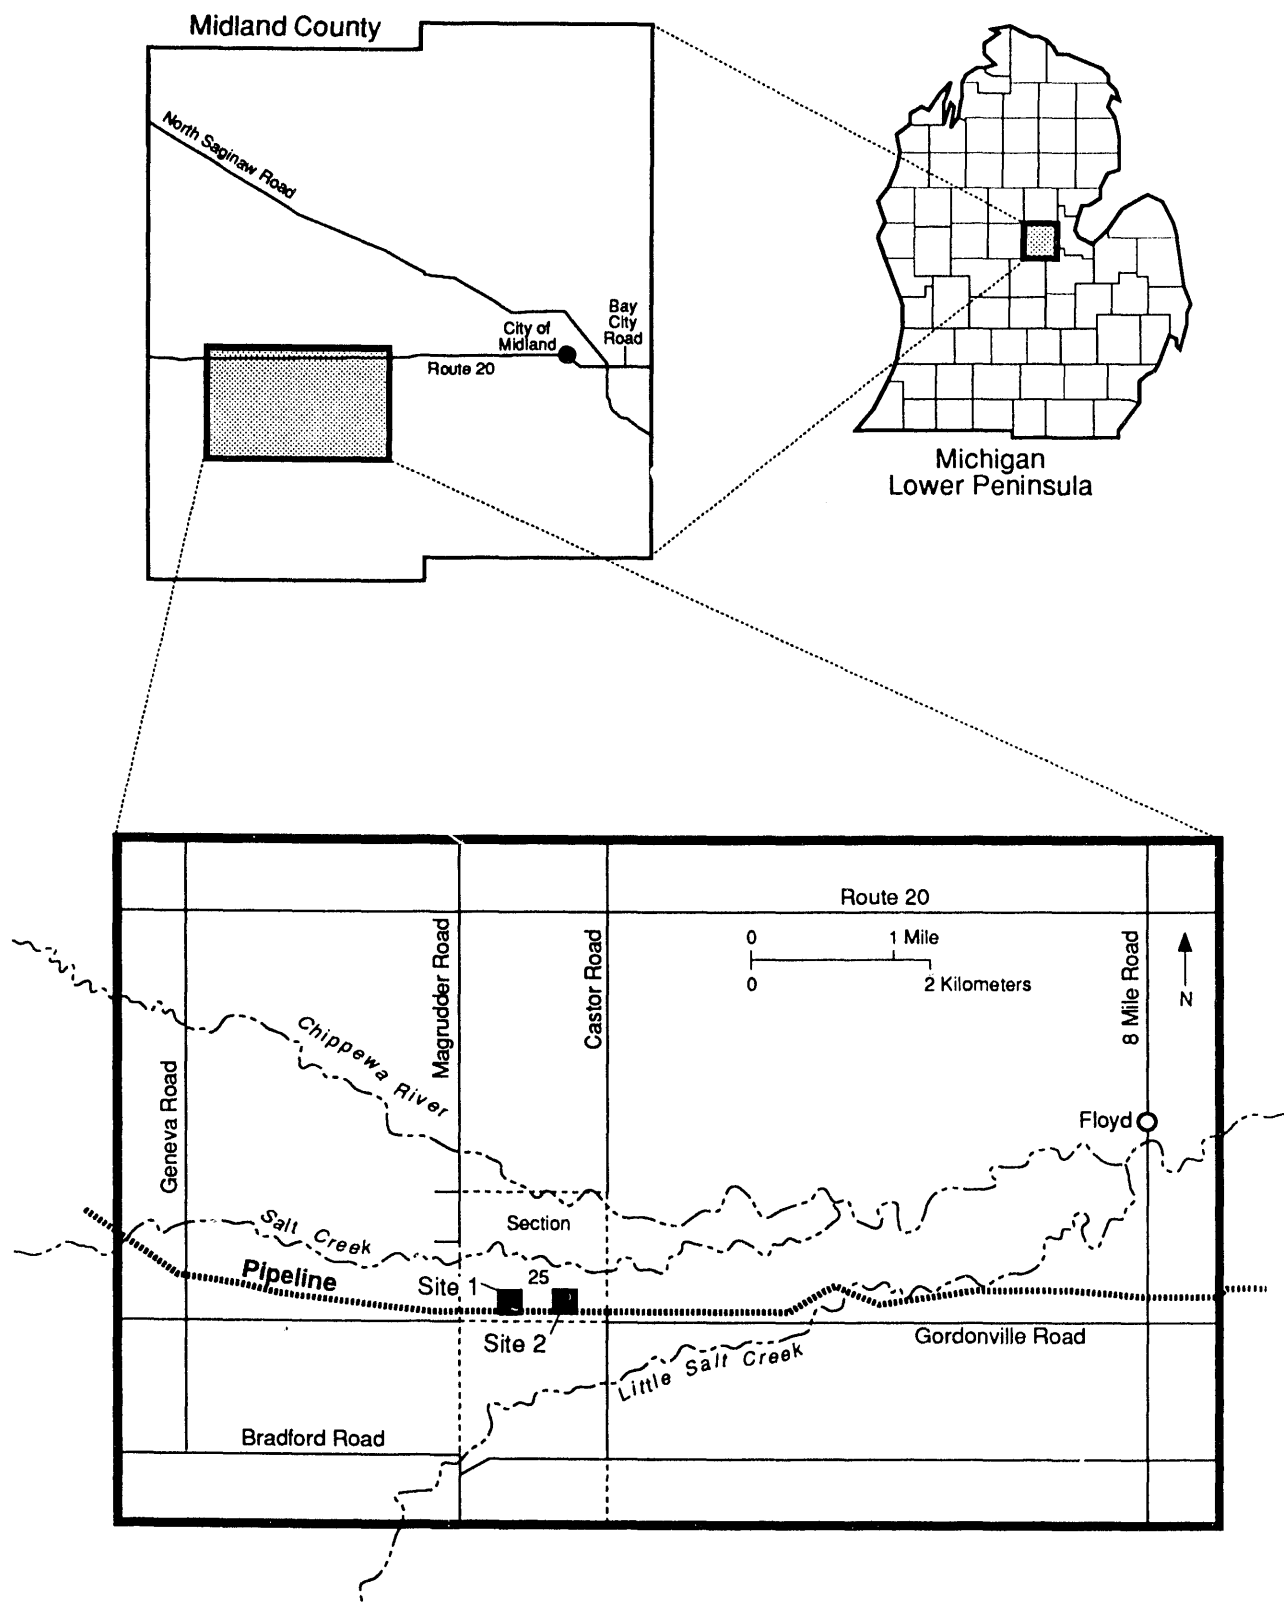 Midland County
North Saginaw Road
City of
Midland
Bay
City
Road
Route 20
Michigan
Lower Peninsula
Route 20
0
1 Mile
0
2 Kilometers
N
Geneva Road
Magrudder Road
Castor Road
8 Mile Road
Chippewa River
Floyd
Section
25
Salt Creek
Pipeline
Site 1
Site 2
Gordonville Road
Little Salt Creek
Bradford Road